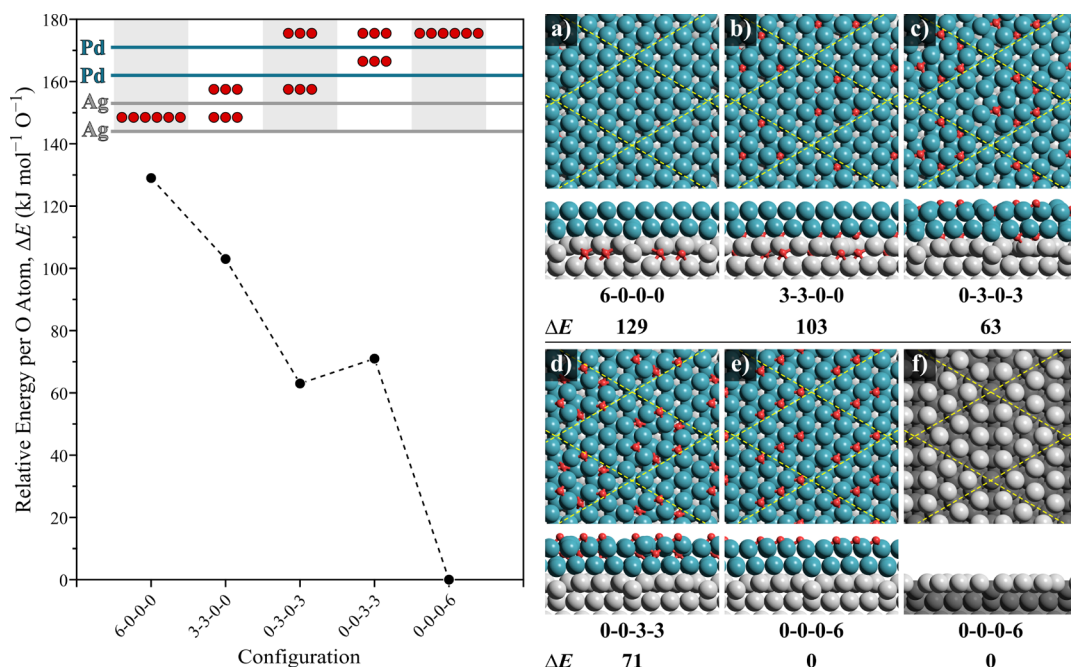 Relative Energy per O Atom, ΔE (kJ mol⁻¹ O⁻¹)
180
160
140
120
100
80
60
40
20
0
Pd
Pd
Ag
Ag
6-0-0-0
3-3-0-0
0-3-0-3
0-0-3-3
0-0-0-6
Configuration
a) b) c)
6-0-0-0 3-3-0-0 0-3-0-3
ΔE 129 103 63
d) e) f)
0-0-3-3 0-0-0-6 0-0-0-6
ΔE 71 0 0